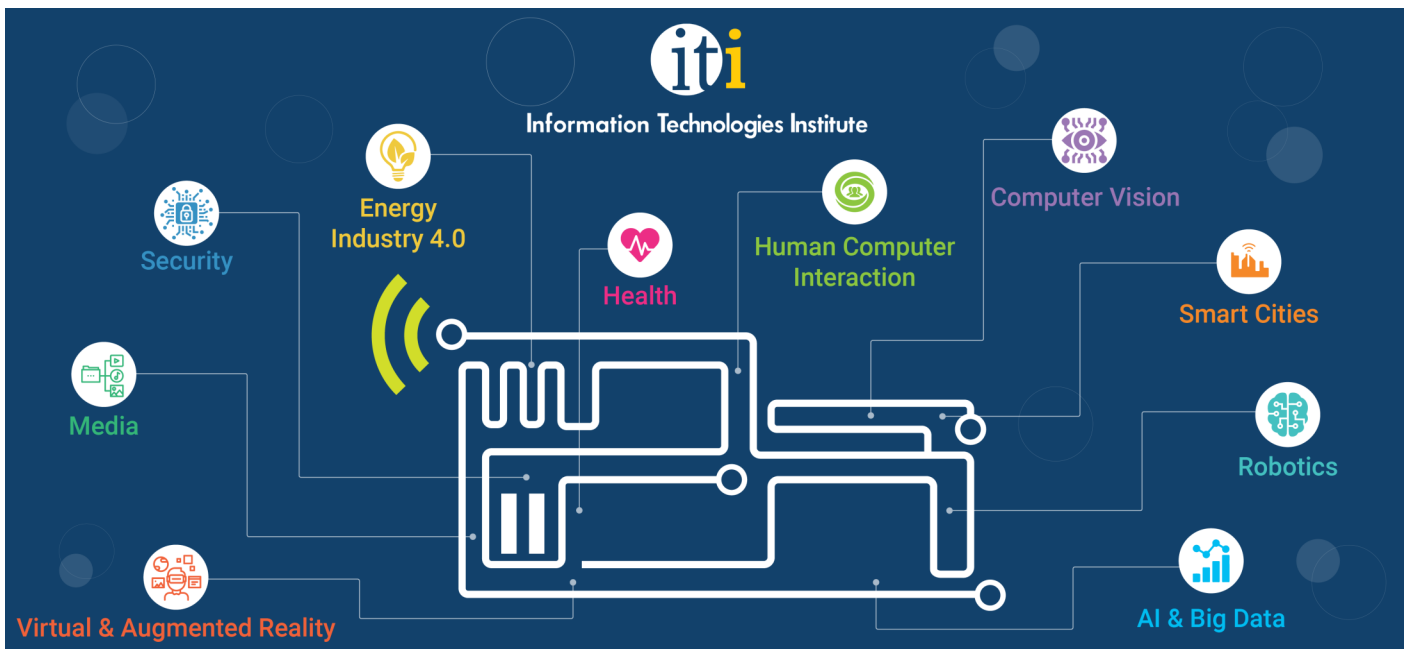 iti
Information Technologies Institute
Energy
Industry 4.0
Security
Health
Human Computer
Interaction
Computer Vision
Smart Cities
Media
Robotics
Virtual & Augmented Reality
AI & Big Data